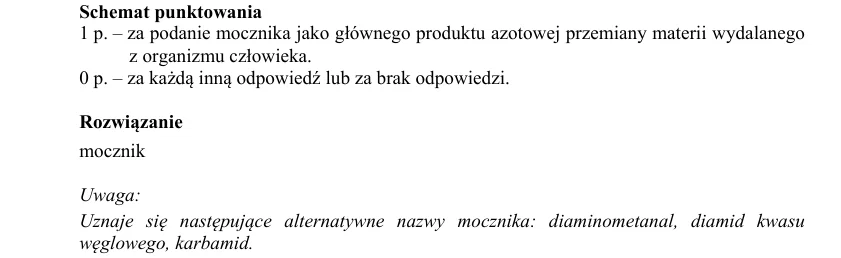 Schemat punktowania
1 p. – za podanie mocznika jako głównego produktu azotowej przemiany materii wydalanego
z organizmu człowieka.
0 p. – za każdą inną odpowiedź lub za brak odpowiedzi.
Rozwiązanie
mocznik
Uwaga:
Uznaje się następujące alternatywne nazwy mocznika: diaminometanal, diamid kwasu
węglowego, karbamid.